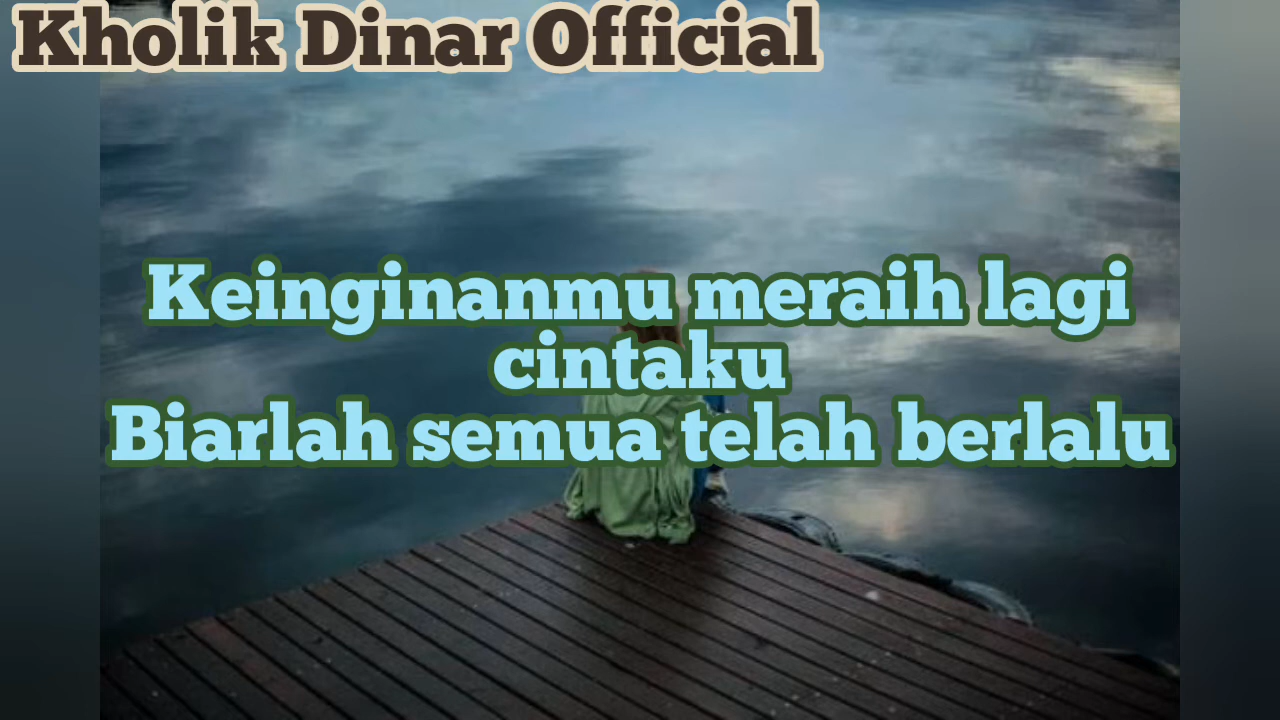 Kholik Dinar Official
Keinginanmu meraih lagi
cintaku
Biarlah semua telah berlalu